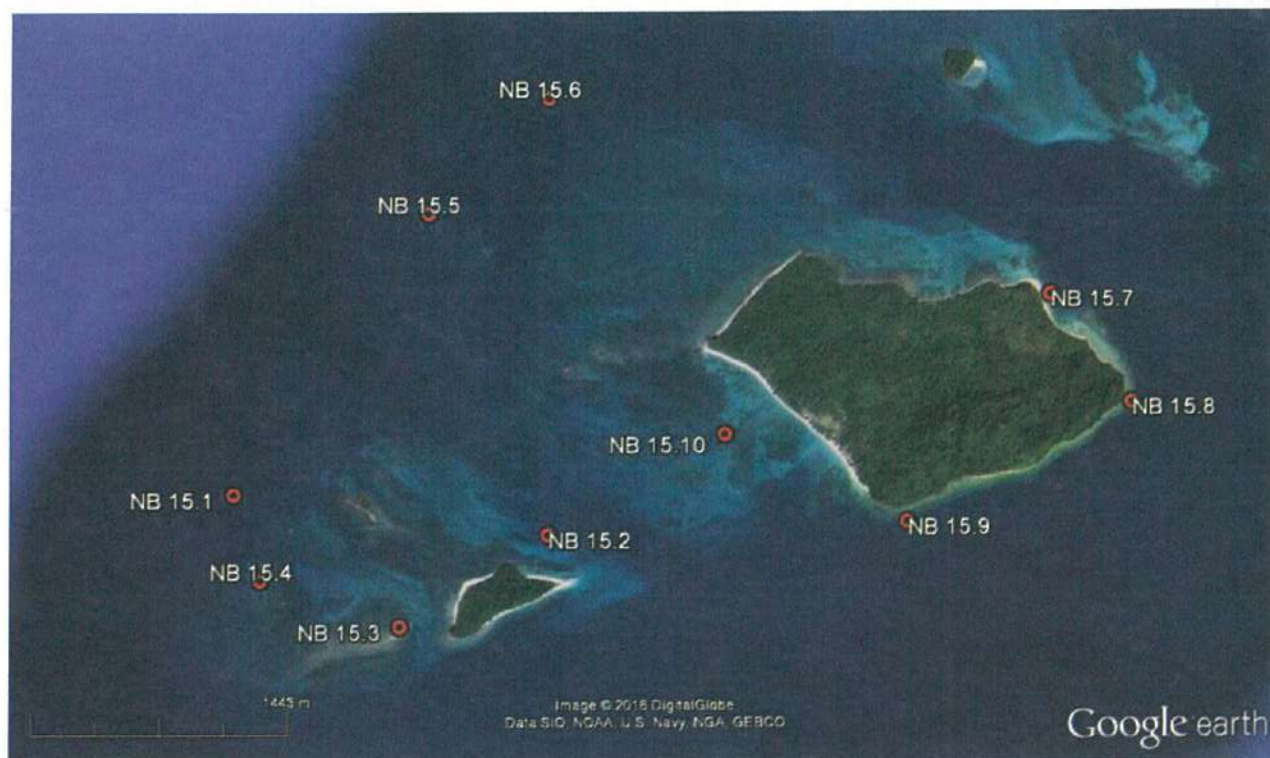 NB 15.6
NB 15.5
NB 15.7
NB 15.8
NB 15.10
NB 15.1
NB 15.9
NB 15.2
NB 15.4
NB 15.3
1443 m
Image © 2016 DigitalGlobe
Data SIO, NOAA, U.S. Navy, NGA, GEBCO
Google earth